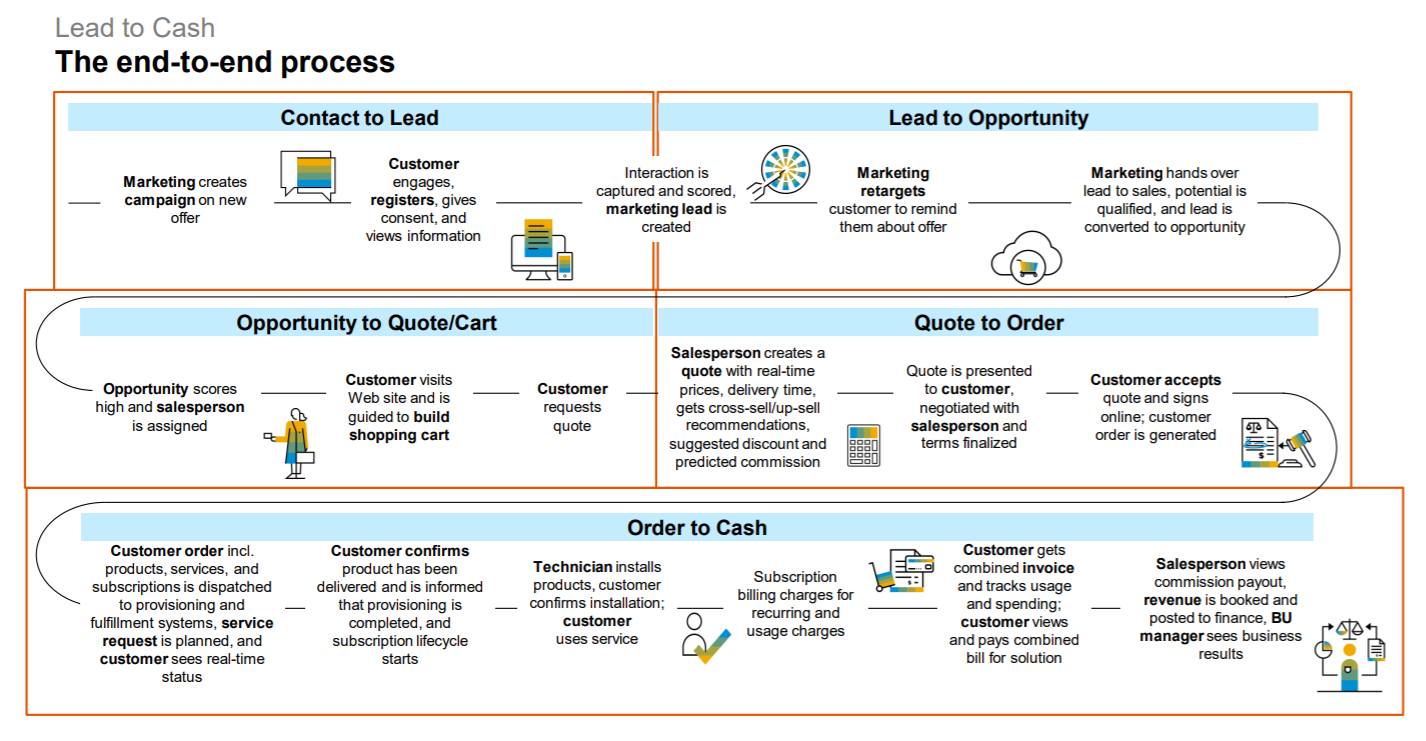 Lead to Cash
The end-to-end process
Contact to Lead
Marketing creates
campaign on new
offer
Customer
engages,
registers, gives
consent, and
views information
Interaction is
captured and scored,
marketing lead is
created
Lead to Opportunity
Marketing
retargets
customer to remind
them about offer
Marketing hands over
lead to sales, potential is
qualified, and lead is
converted to opportunity
Opportunity to Quote/Cart
Opportunity scores
high and salesperson
is assigned
Customer visits
Web site and is
guided to build
shopping cart
Customer
requests
quote
Quote to Order
Salesperson creates a
quote with real-time
prices, delivery time,
gets cross-sell/up-sell
recommendations,
suggested discount and
predicted commission
Quote is presented
to customer,
negotiated with
salesperson and
terms finalized
Customer accepts
quote and signs
online; customer
order is generated
$
Order to Cash
Customer order incl.
products, services, and
subscriptions is dispatched
to provisioning and
fulfillment systems, service
request is planned, and
customer sees real-time
status
Customer confirms
product has been
delivered and is informed
that provisioning is
completed, and
subscription lifecycle
starts
Technician installs
products, customer
confirms installation;
customer
uses service
Subscription
billing charges for
recurring and
usage charges
Customer gets
combined invoice
and tracks usage
and spending;
customer views
and pays combined
bill for solution
Salesperson views
commission payout,
revenue is booked and
posted to finance, BU
manager sees business
results